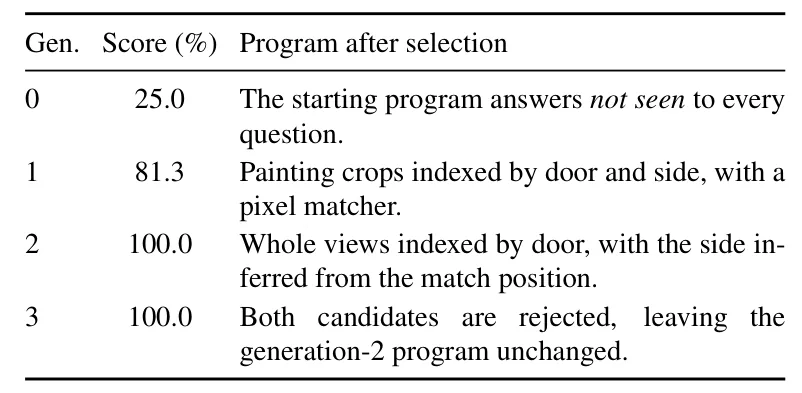 Gen. Score (%) Program after selection
0 25.0 The starting program answers not seen to every
question.
1 81.3 Painting crops indexed by door and side, with a
pixel matcher.
2 100.0 Whole views indexed by door, with the side in-
ferred from the match position.
3 100.0 Both candidates are rejected, leaving the
generation-2 program unchanged.